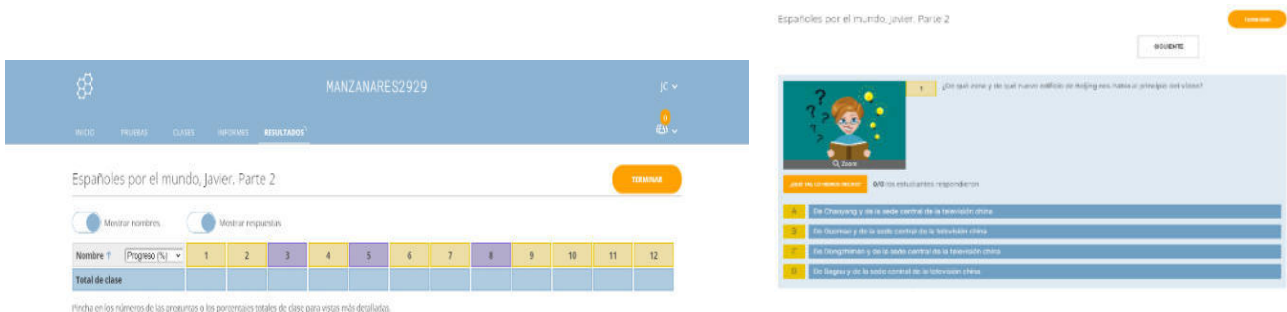 MANZANARES2929
JC
INICIO PRUEBAS CLASES INFORMES RESULTADOS
Españoles por el mundo, Javier. Parte 2
TERMINAR
Mostrar nombres
Mostrar respuestas
Nombre ↑ Progreso (%) 1 2 3 4 5 6 7 8 9 10 11 12
Total de clase
Pincha en los números de las preguntas o los porcentajes totales de clase para vistas más detalladas.
Españoles por el mundo, Javier. Parte 2
TERMINAR
SIGUIENTE
1 ¿De qué zona y de qué nuevo edificio de Beijing nos habla al principio del vídeo?
Zoom
0/0 los estudiantes respondieron
A De Chaoyang y de la sede central de la televisión china
B De Guomao y de la sede central de la televisión china
C De Dongzhimen y de la sede central de la televisión china
D De y de la sede central de la televisión china